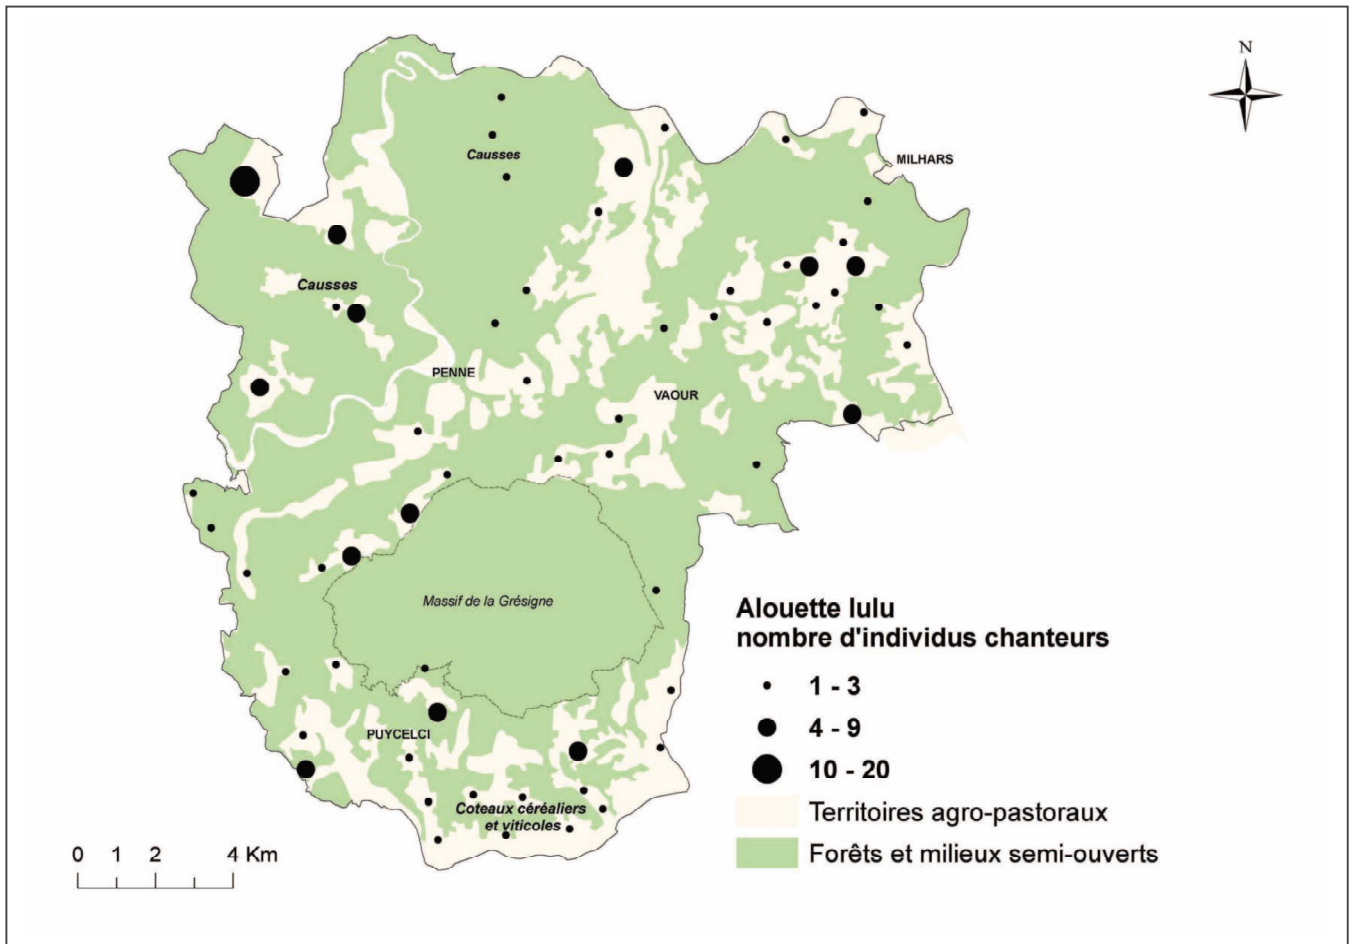 N
Causses
MILHARS
Causses
PENNE
VAOUR
Massif de la Grésigne
PUYCELCI
Coteaux céréaliers
et viticoles
Alouette lulu
nombre d'individus chanteurs
1 - 3
4 - 9
10 - 20
Territoires agro-pastoraux
Forêts et milieux semi-ouverts
0 1 2 4 Km